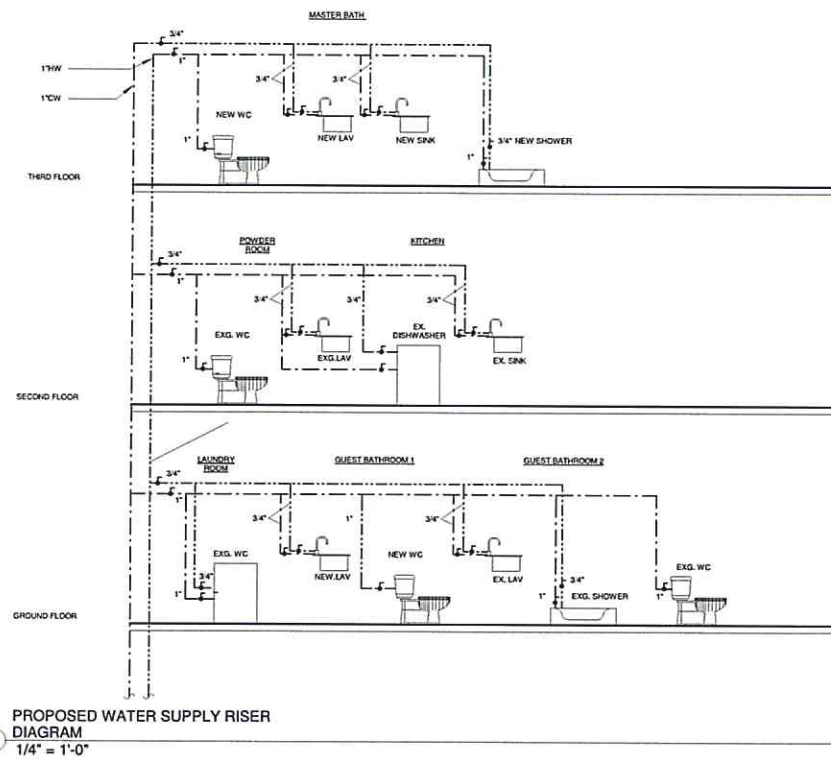 MASTER BATH
3/4"
1"HW
1"
1"CW
3/4"
3/4"
NEW WC
1"
NEW LAV
NEW SINK
3/4" NEW SHOWER
1"
THIRD FLOOR
POWDER
ROOM
KITCHEN
3/4"
1"
3/4"
3/4"
3/4"
EXG. WC
EX.
DISHWASHER
1"
EXG.LAV
EX. SINK
SECOND FLOOR
LAUNDRY
ROOM
GUEST BATHROOM 1
GUEST BATHROOM 2
3/4"
1"
3/4"
1"
3/4"
EXG. WC
NEW WC
EXG. WC
3/4"
NEW.LAV
EX. LAV
3/4"
1"
1"
EXG. SHOWER
1"
GROUND FLOOR
PROPOSED WATER SUPPLY RISER
DIAGRAM
1/4" = 1'-0"